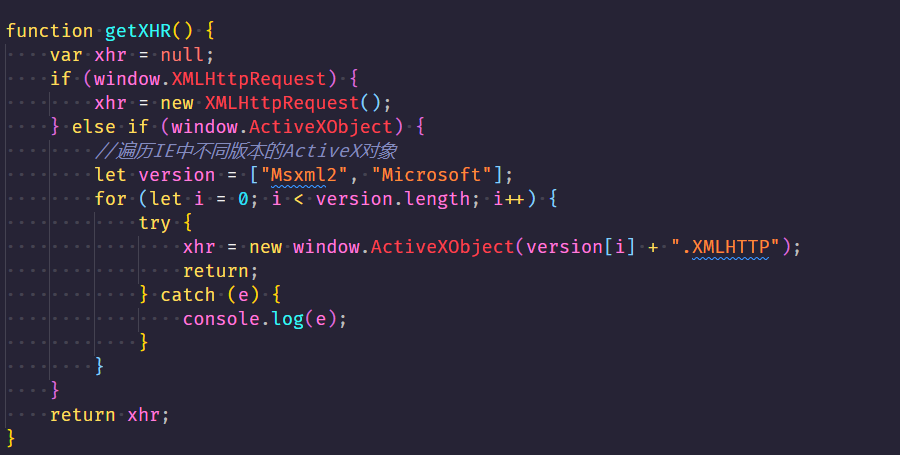 function getXHR() {
    var xhr = null;
    if (window.XMLHttpRequest) {
        xhr = new XMLHttpRequest();
    } else if (window.ActiveXObject) {
        //遍历IE中不同版本的ActiveX对象
        let version = ["Msxml2", "Microsoft"];
        for (let i = 0; i < version.length; i++) {
            try {
                xhr = new window.ActiveXObject(version[i] + ".XMLHTTP");
                return;
            } catch (e) {
                console.log(e);
            }
        }
    }
    return xhr;
}